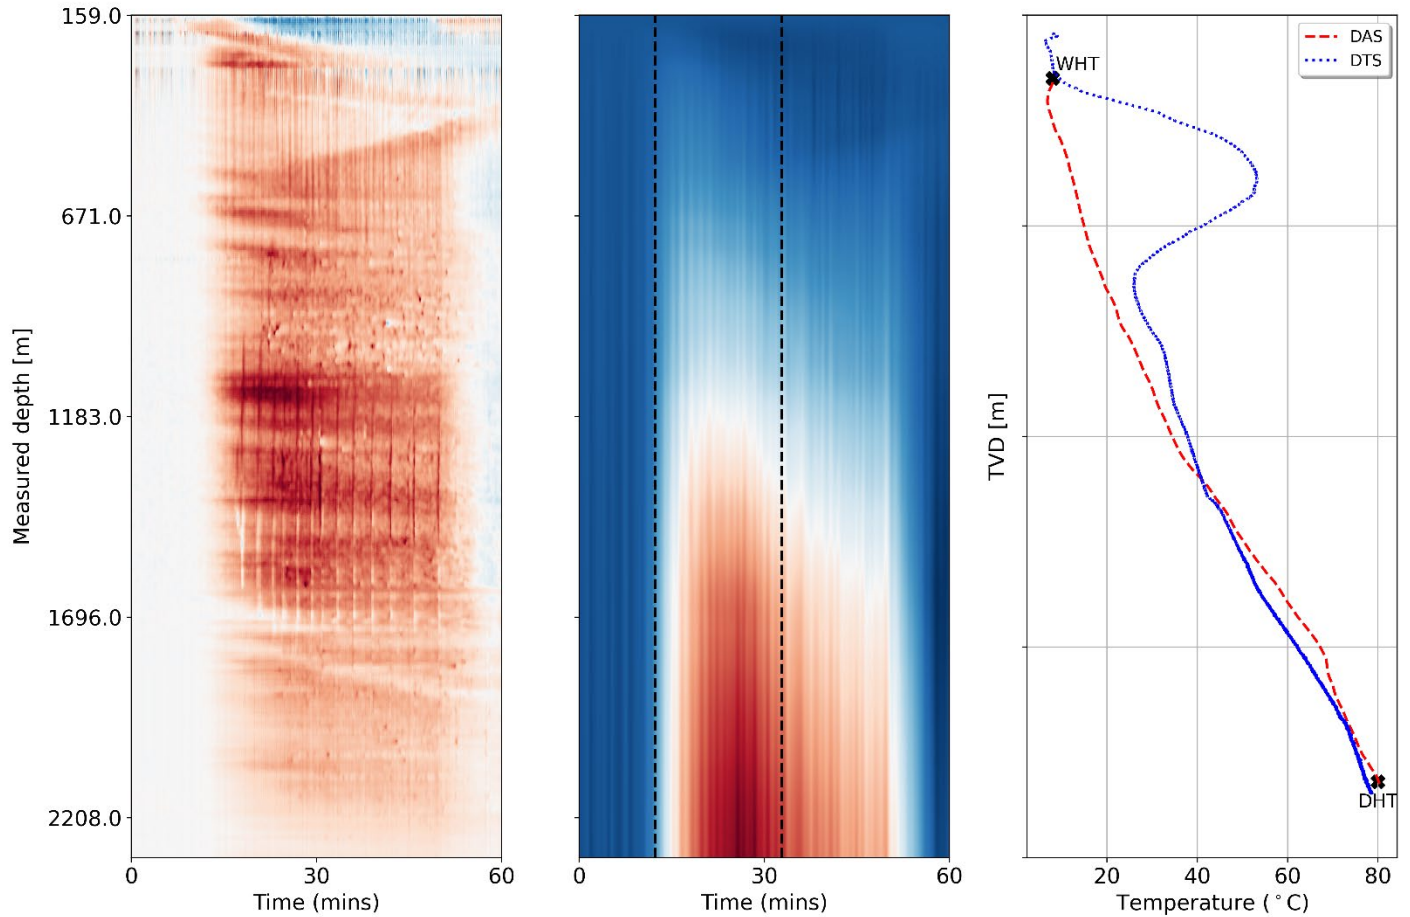 159.0
671.0
1183.0
1696.0
2208.0
Measured depth [m]
0
30
60
Time (mins)
0
30
60
Time (mins)
DAS
DTS
WHT
DHT
TVD [m]
20
40
60
80
Temperature (°C)